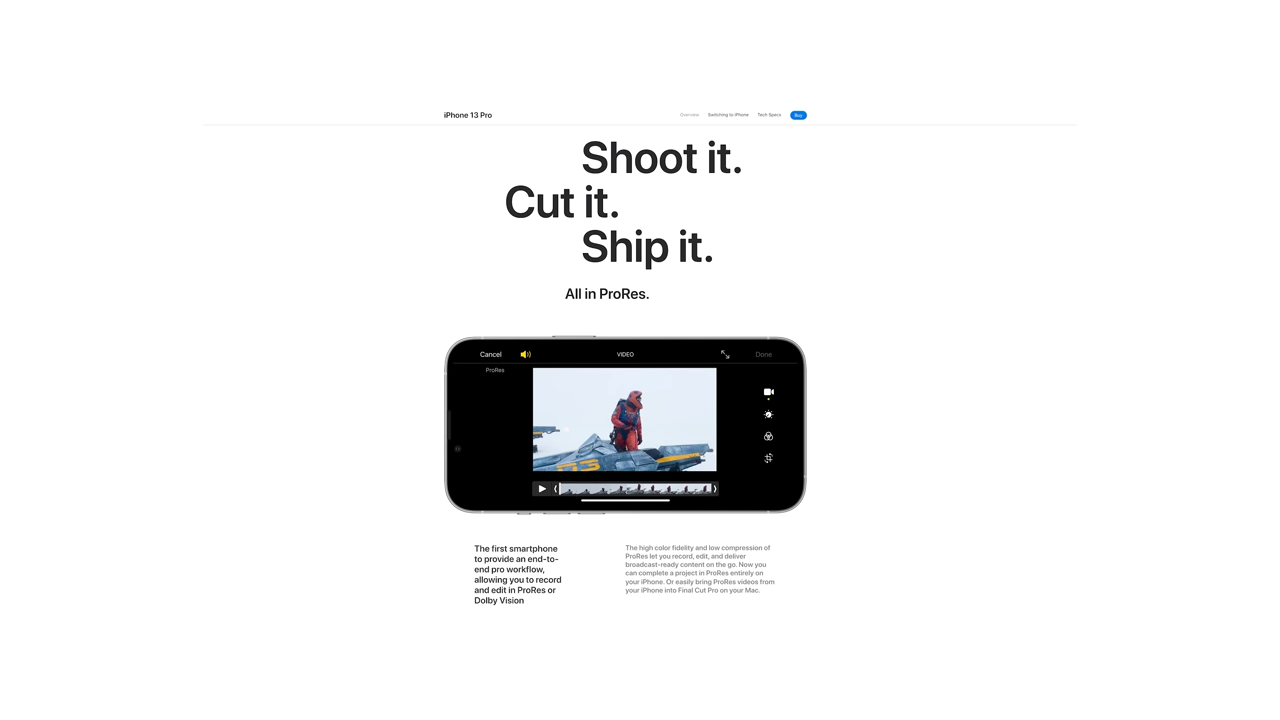 iPhone 13 Pro
Overview Switching to iPhone Tech Specs Buy
Shoot it.
Cut it.
Ship it.
All in ProRes.
Cancel VIDEO Done
ProRes
03
The first smartphone
to provide an end-to-
end pro workflow,
allowing you to record
and edit in ProRes or
Dolby Vision
The high color fidelity and low compression of
ProRes let you record, edit, and deliver
broadcast-ready content on the go. Now you
can complete a project in ProRes entirely on
your iPhone. Or easily bring ProRes videos from
your iPhone into Final Cut Pro on your Mac.